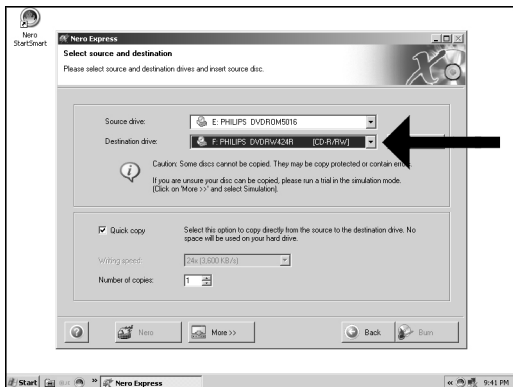 Nero
StartSmart
Nero Express
Select source and destination
Please select source and destination drives and insert source disc.
Source drive: E: PHILIPS DVDROM5016
Destination drive: F: PHILIPS DVDRW424R [CD-R/RW]
Caution: Some discs cannot be copied. They may be copy protected or contain
If you are unsure your disc can be copied, please run a trial in the simulation mode.
(Click on 'More >>' and select Simulation).
Quick copy Select this option to copy directly from the source to the destination drive. No
space will be used on your hard drive.
Writing speed: 24x (3,600 KB/s)
Number of copies: 1
Nero More >> Back Burn
Start » Nero Express « 9:41 PM